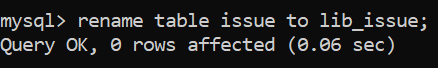 mysql> rename table issue to lib_issue;
Query OK, 0 rows affected (0.06 sec)